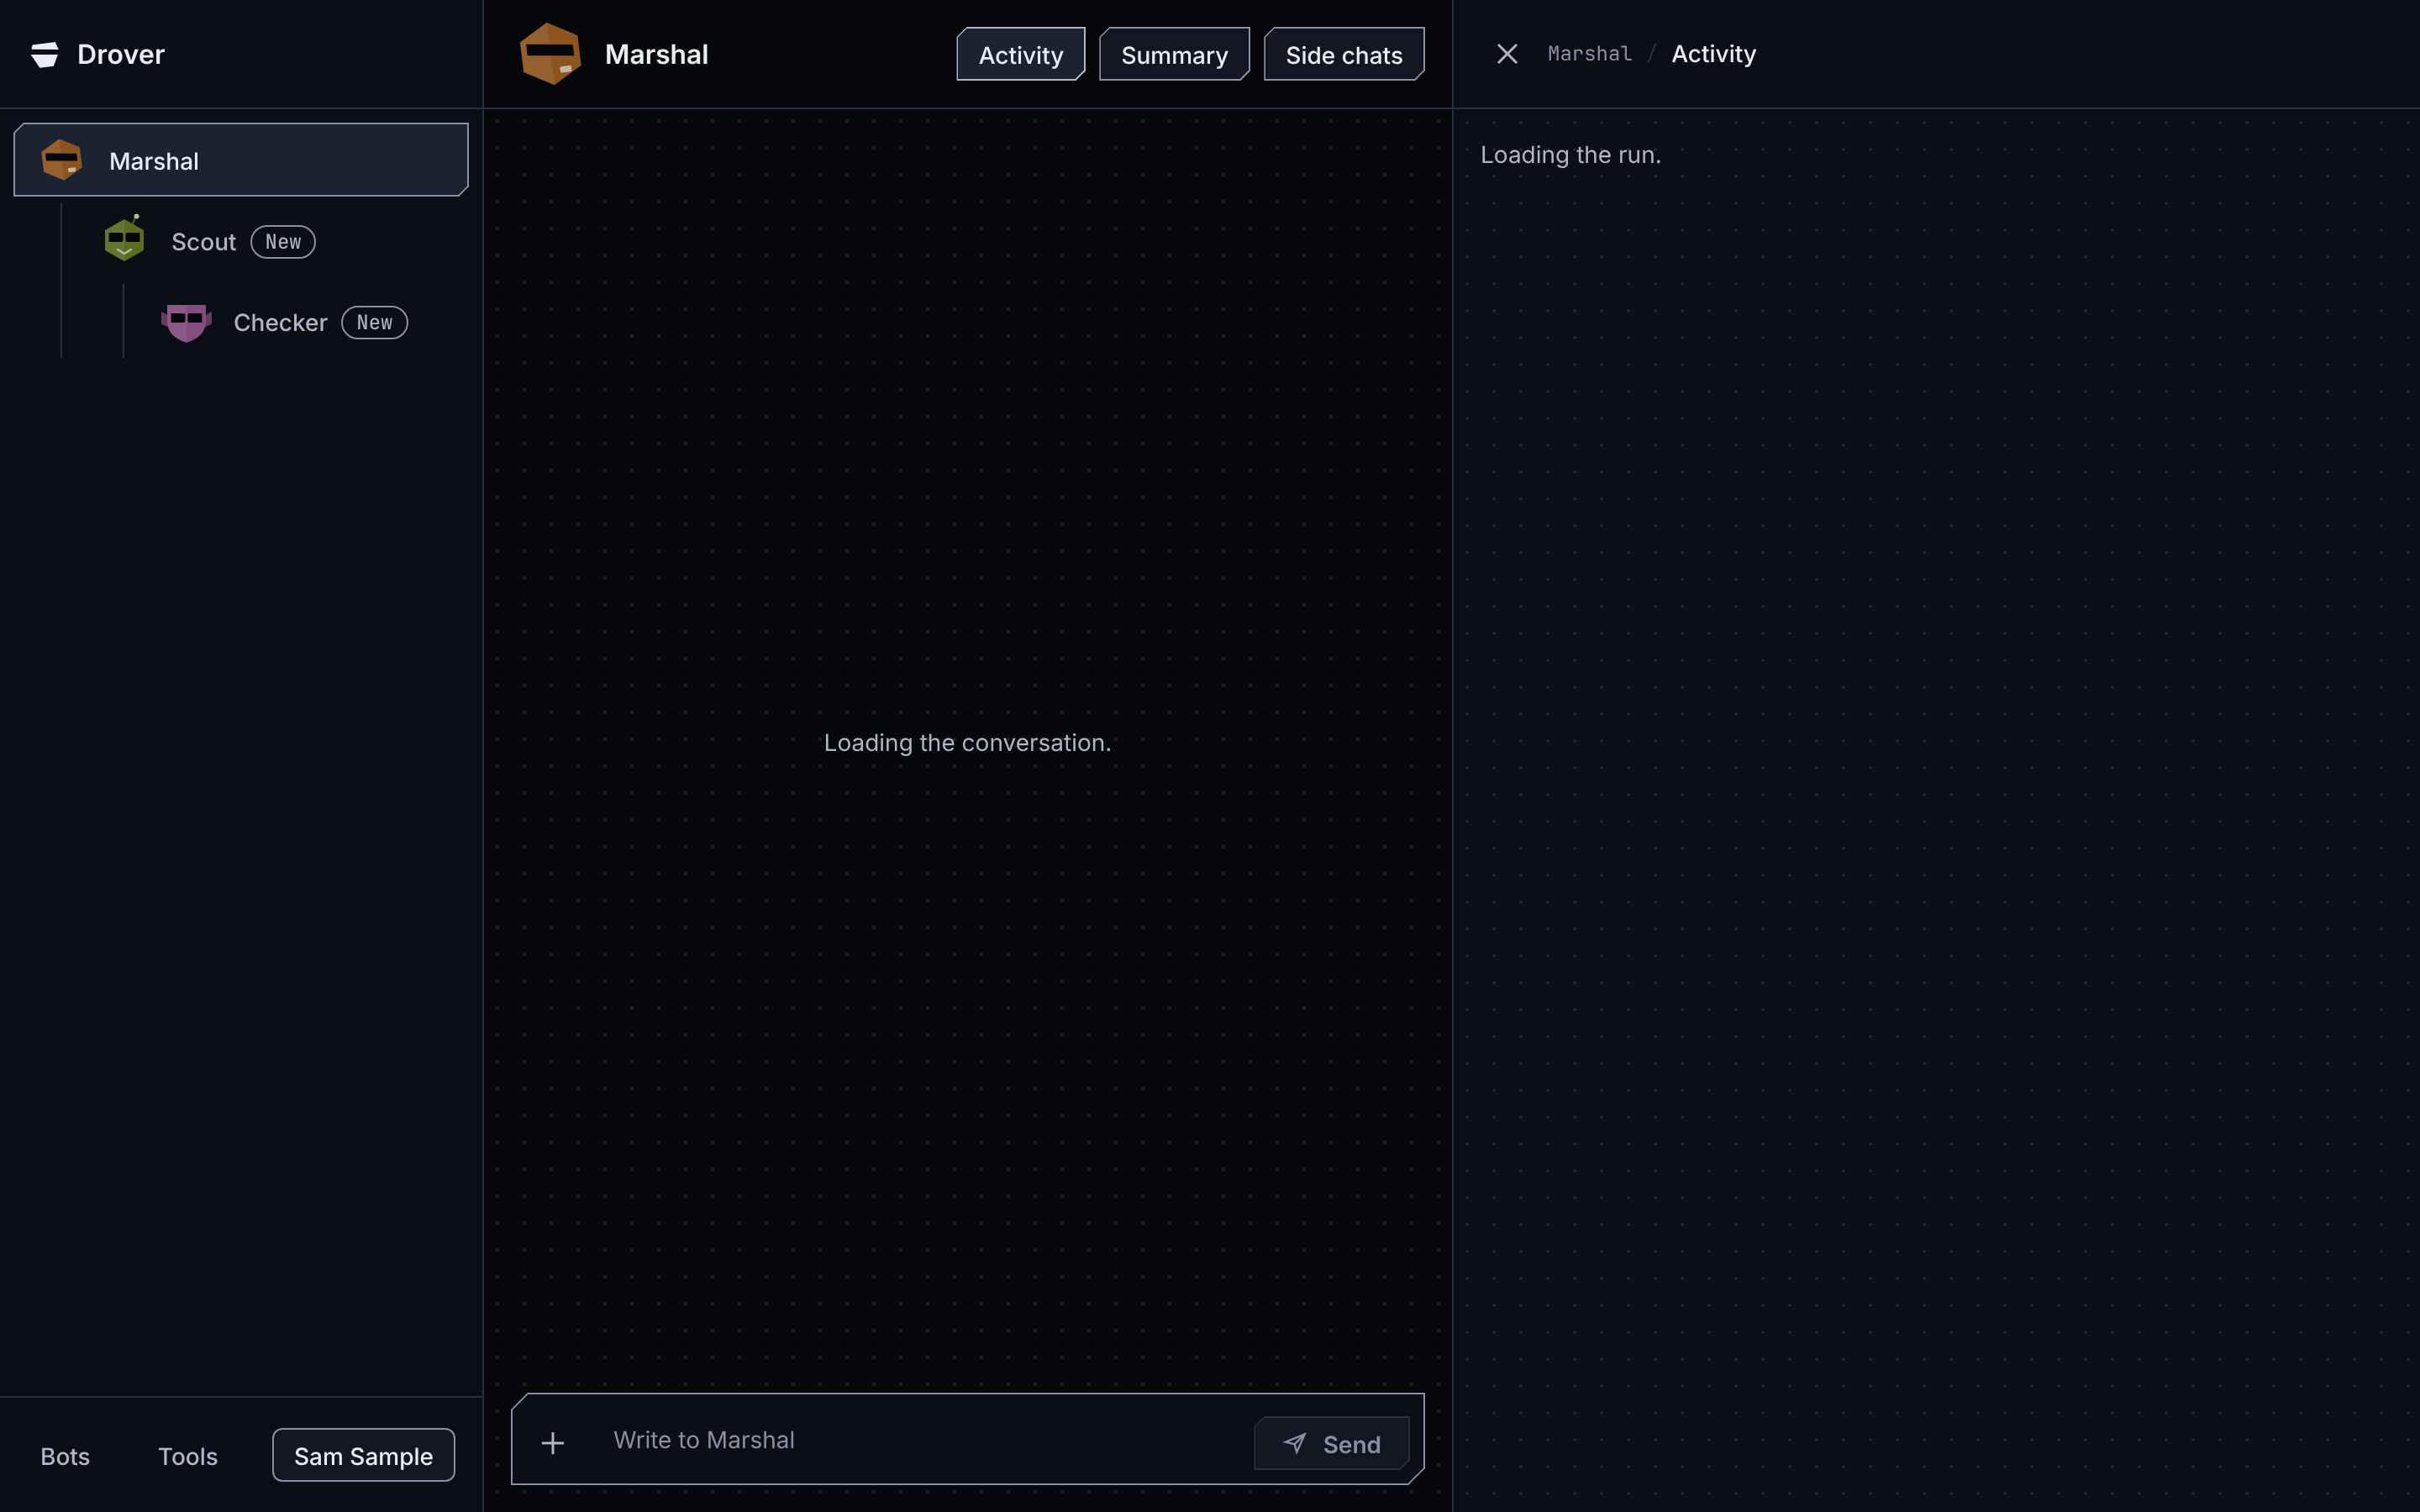 Drover
Marshal
Scout New
Checker New
Bots Tools Sam Sample
Marshal
Activity Summary Side chats
Loading the conversation.
Write to Marshal
Send
Marshal / Activity
Loading the run.